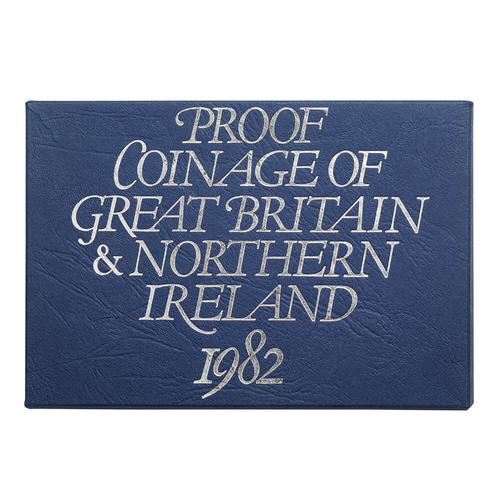 PROOF
COINAGE OF
GREAT BRITAIN
& NORTHERN
IRELAND
1982